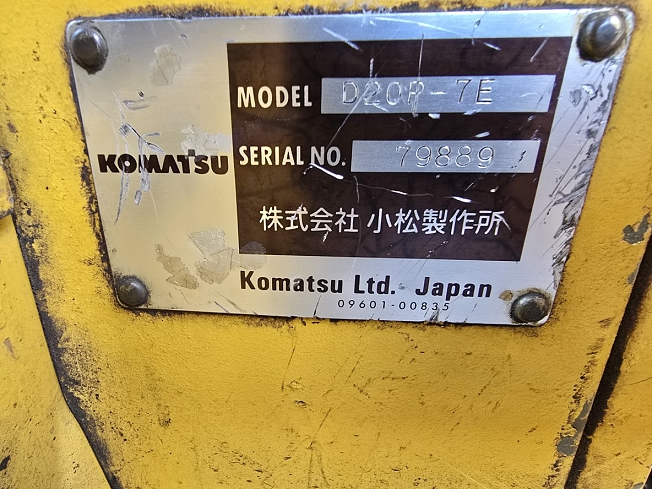 MODEL D20P-7E
KOMATSU
SERIAL NO. 79889
株式会社 小松製作所
Komatsu Ltd. Japan
09601-00835